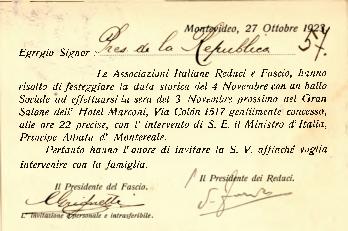 Montevideo, 27 Ottobre 1923
Egregio Signor Pres. de la Republica 54.
Le Associazioni Italiane Reduci e Fascio, hanno
risolto di festeggiare la data storica del 4 Novembre con un ballo
Sociale ad effettuarsi la sera del 3 Novembre prossimo nel Gran
Salone dell' Hotel Marconi, Via Colón 1517 gentilmente concesso,
alle ore 22 precise, con l' intervento di S. E. il Ministro d'Italia,
Principe Alliata d' Montereale.
Pertanto hanno l'onore di invitare la S. V. affinché voglia
intervenire con la famiglia.
Il Presidente del Fascio.
Il Presidente dei Reduci.
L' invitazione è personale e intrasferibile.